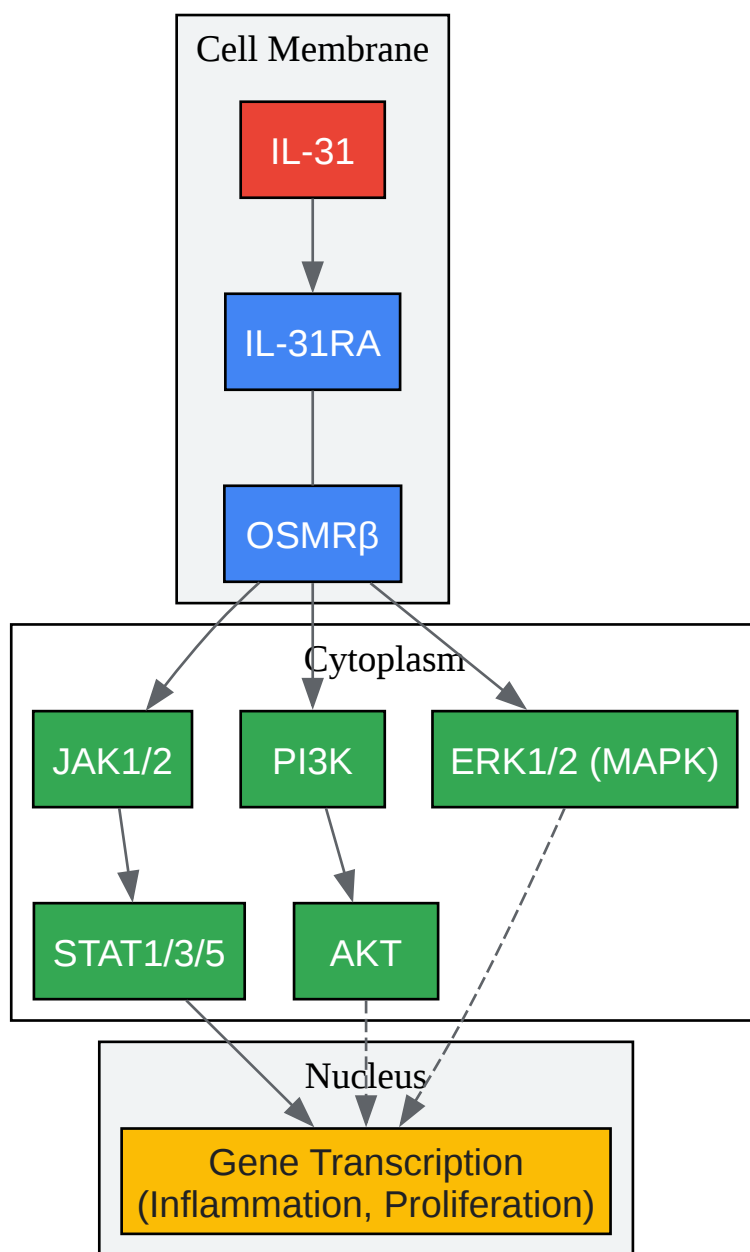 Cell Membrane
IL-31
IL-31RA
OSMRβ
Cytoplasm
JAK1/2
PI3K
ERK1/2 (MAPK)
STAT1/3/5
AKT
Nucleus
Gene Transcription
(Inflammation, Proliferation)